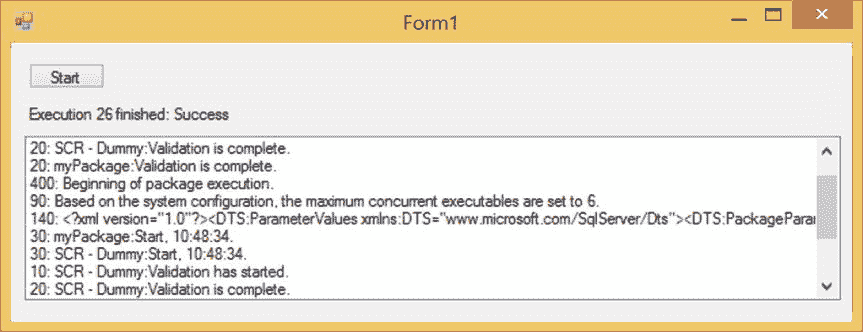 Form1
Start
Execution 26 finished: Success
20: SCR - Dummy:Validation is complete.
20: myPackage:Validation is complete.
400: Beginning of package execution.
90: Based on the system configuration, the maximum concurrent executables are set to 6.
140: <?xml version="1.0"?><DTS:ParameterValues xmlns:DTS="www.microsoft.com/SqlServer/Dts"><DTS:PackagePara
30: myPackage:Start, 10:48:34.
30: SCR - Dummy:Start, 10:48:34.
10: SCR - Dummy:Validation has started.
20: SCR - Dummy:Validation is complete.